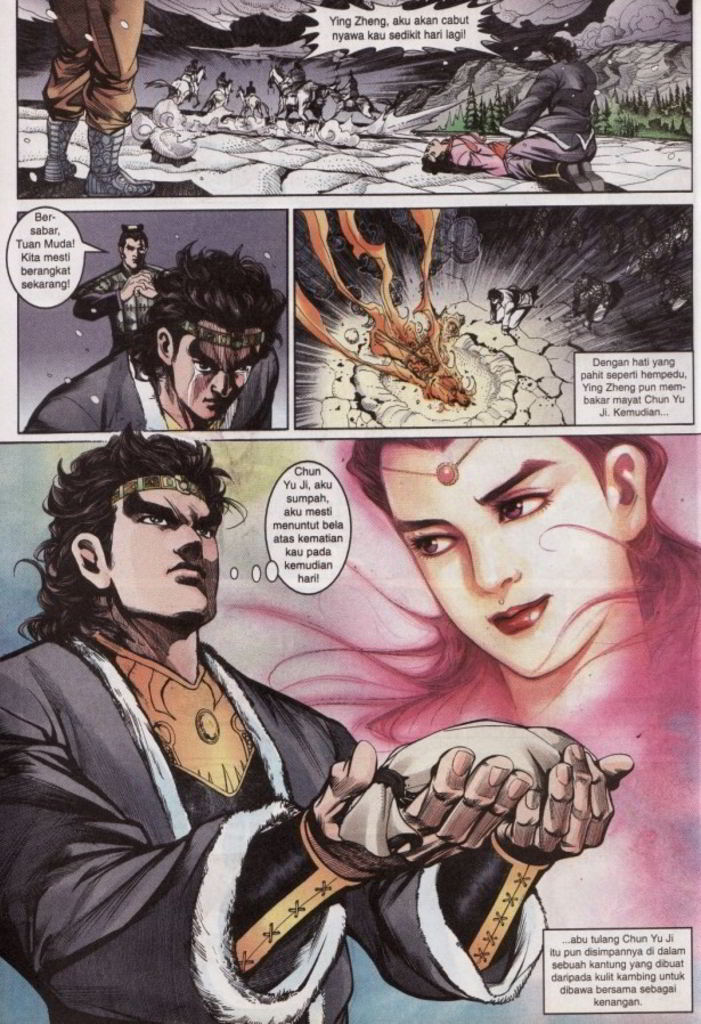 Ying Zheng, aku akan cabut
nyawa kau sedikit hari lagi!
Ber-
sabar,
Tuan Muda!
Kita mesti
berangkat
sekarang!
Dengan hati yang
pahit seperti hempedu,
Ying Zheng pun mem-
bakar mayat Chun Yu
Ji. Kemudian...
Chun
Yu Ji, aku
sumpah,
aku mesti
menuntut bela
atas kematian
kau pada
kemudian
hari!
...abu tulang Chun Yu Ji
itu pun disimpannya di dalam
sebuah kantung yang dibuat
daripada kulit kambing untuk
dibawa bersama sebagai
kenangan.